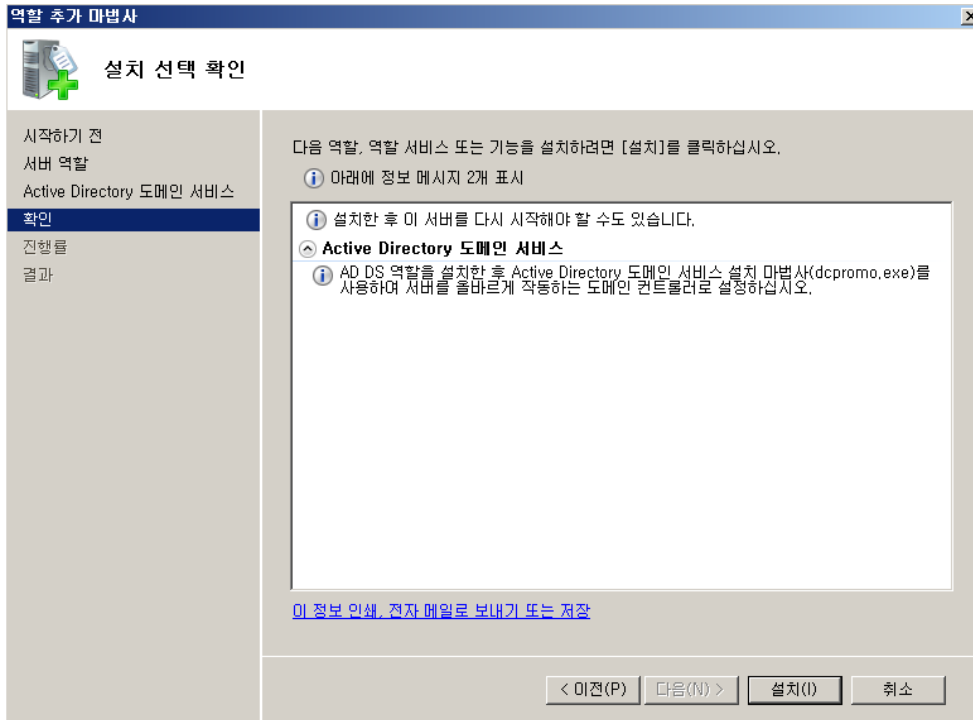 역할 추가 마법사
설치 선택 확인
시작하기 전
서버 역할
Active Directory 도메인 서비스
확인
진행률
결과
다음 역할, 역할 서비스 또는 기능을 설치하려면 [설치]를 클릭하십시오.
아래에 정보 메시지 2개 표시
설치한 후 이 서버를 다시 시작해야 할 수도 있습니다.
Active Directory 도메인 서비스
AD DS 역할을 설치한 후 Active Directory 도메인 서비스 설치 마법사(dcpromo.exe)를
사용하여 서버를 올바르게 작동하는 도메인 컨트롤러로 설정하십시오.
이 정보 인쇄, 전자 메일로 보내기 또는 저장
< 이전(P)
다음(N) >
설치(I)
취소